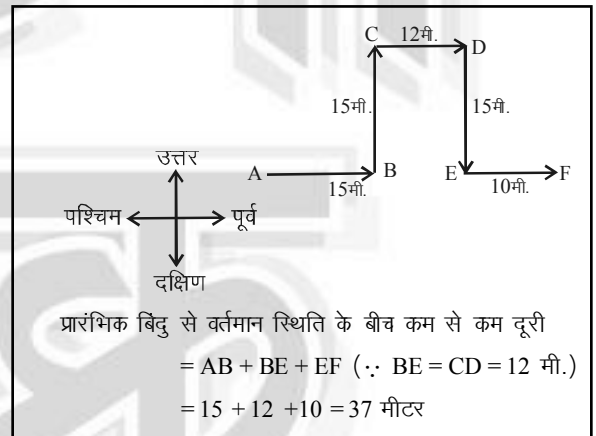 C 12मी. D
15मी. 15मी.
उत्तर
A B E F
15मी. 10मी.
पश्चिम पूर्व
दक्षिण
प्रारंभिक बिंदु से वर्तमान स्थिति के बीच कम से कम दूरी
= AB + BE + EF (∵ BE = CD = 12 मी.)
= 15 + 12 +10 = 37 मीटर